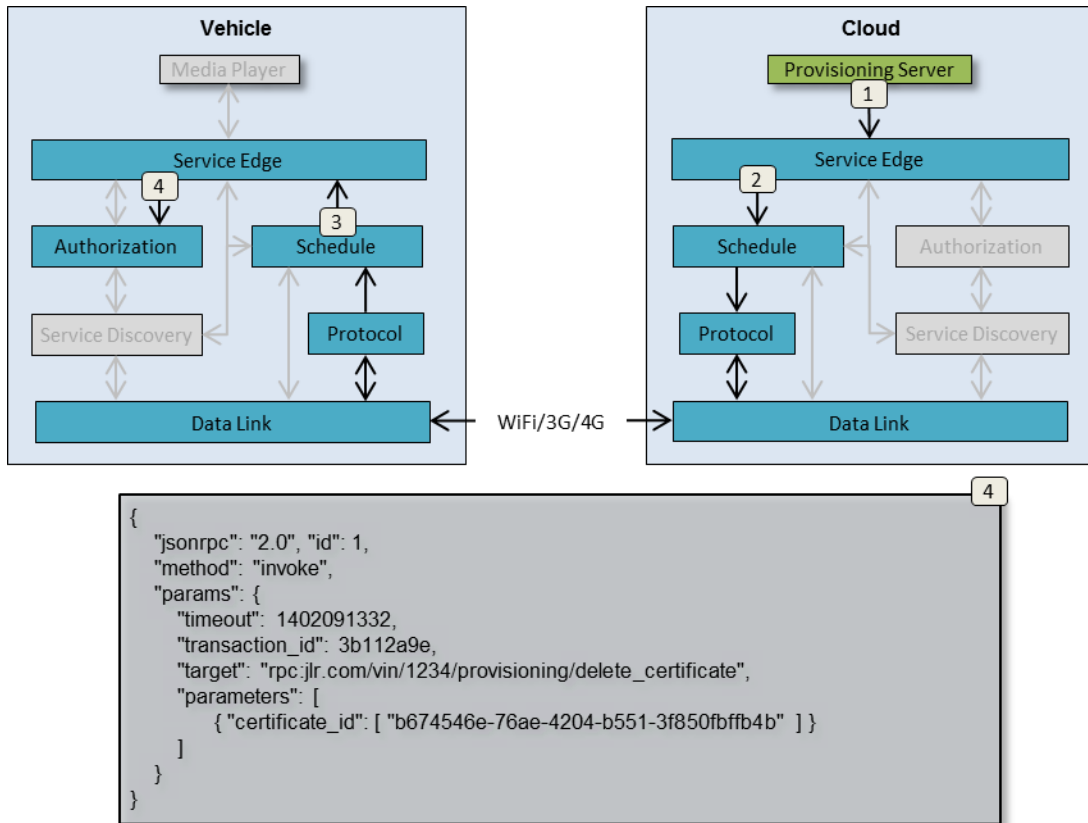 Vehicle
Media Player
Service Edge
4
3
Authorization
Schedule
Service Discovery
Protocol
Data Link
WiFi/3G/4G
Cloud
Provisioning Server
1
Service Edge
2
Schedule
Authorization
Protocol
Service Discovery
Data Link
4
{
"jsonrpc": "2.0", "id": 1,
"method": "invoke",
"params": {
"timeout": 1402091332,
"transaction_id": 3b112a9e,
"target": "rpc:jlr.com/vin/1234/provisioning/delete_certificate",
"parameters": [
{ "certificate_id": [ "b674546e-76ae-4204-b551-3f850fbffb4b" ] }
]
}
}